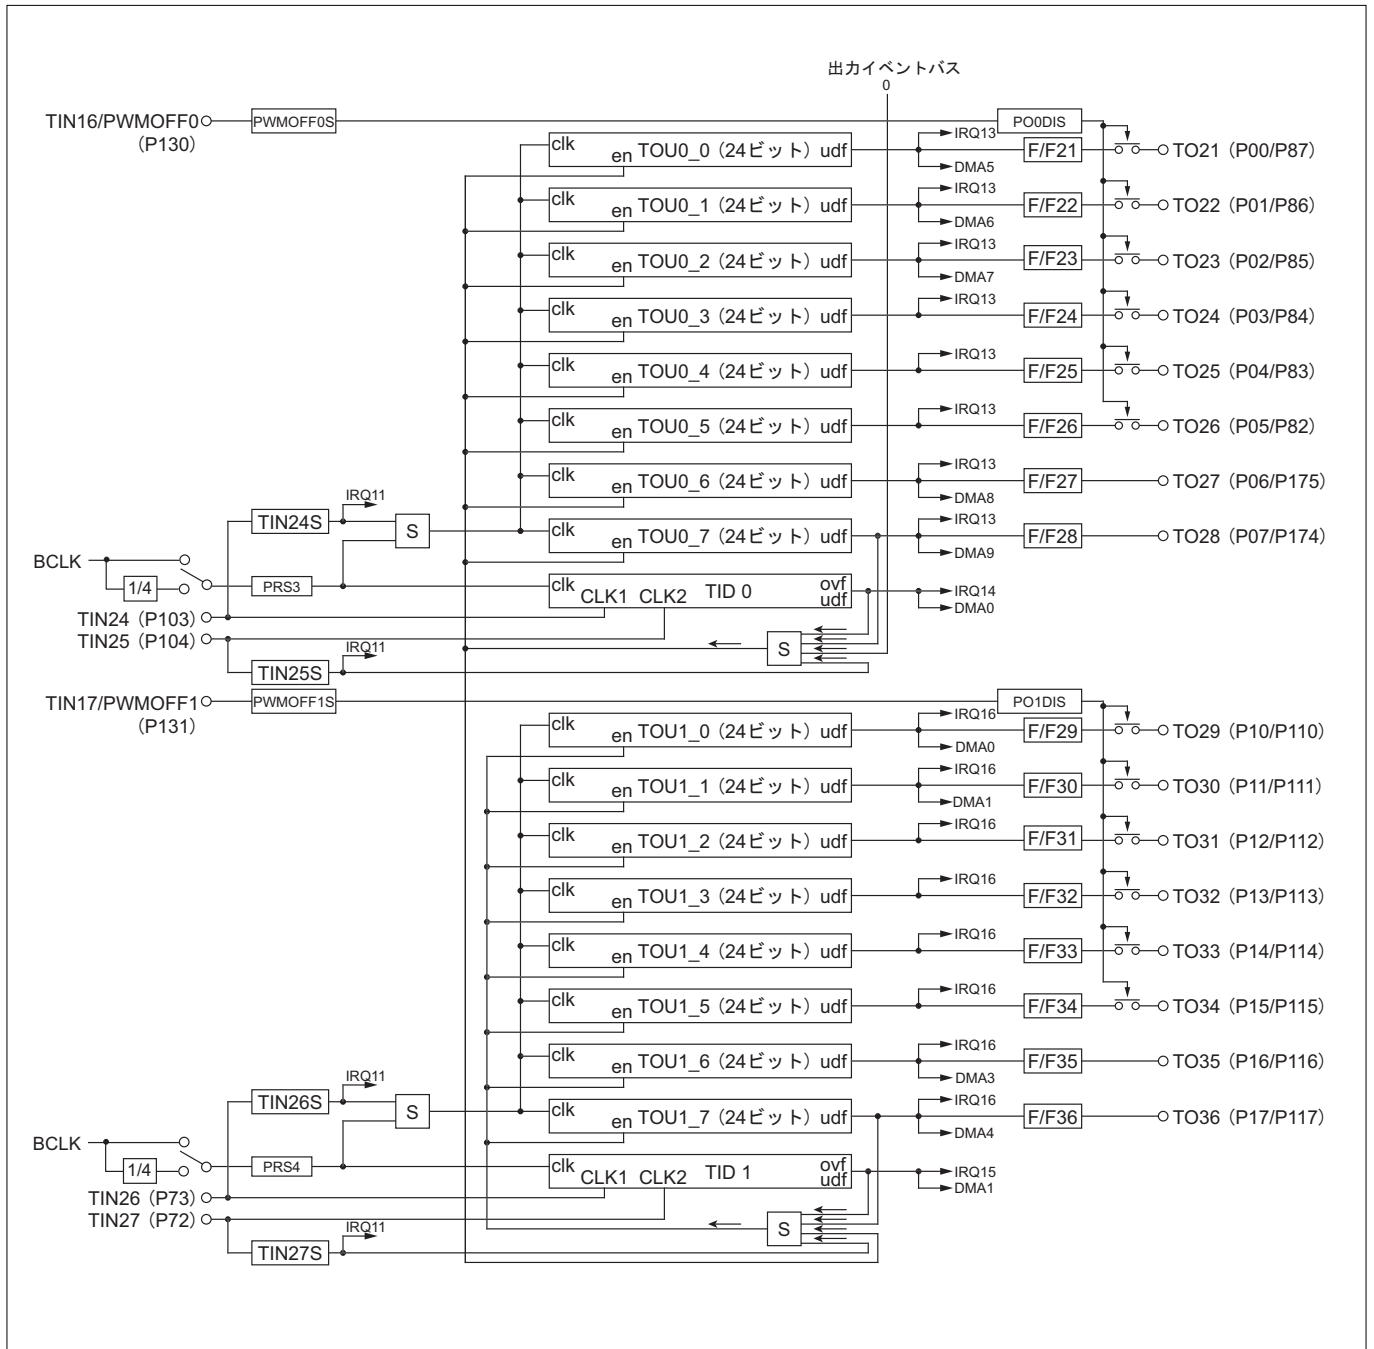 出力イベントバス
0
TIN16/PWMOFF0 PWMOFF0S PO0DIS
(P130)
IRQ13
clk en TOU0_0（24ビット）udf F/F21 TO21（P00/P87）
DMA5
IRQ13
clk en TOU0_1（24ビット）udf F/F22 TO22（P01/P86）
DMA6
IRQ13
clk en TOU0_2（24ビット）udf F/F23 TO23（P02/P85）
DMA7
IRQ13
clk en TOU0_3（24ビット）udf F/F24 TO24（P03/P84）
IRQ13
clk en TOU0_4（24ビット）udf F/F25 TO25（P04/P83）
IRQ13
clk en TOU0_5（24ビット）udf F/F26 TO26（P05/P82）
IRQ13
clk en TOU0_6（24ビット）udf F/F27 TO27（P06/P175）
DMA8
IRQ11 IRQ13
TIN24S S clk en TOU0_7（24ビット）udf F/F28 TO28（P07/P174）
DMA9
BCLK
1/4 PRS3 clk CLK1 CLK2 TID 0 ovf udf IRQ14
DMA0
TIN24（P103）
TIN25（P104）
IRQ11
S
TIN25S
TIN17/PWMOFF1 PWMOFF1S PO1DIS
(P131)
IRQ16
clk en TOU1_0（24ビット）udf F/F29 TO29（P10/P110）
DMA0
IRQ16
clk en TOU1_1（24ビット）udf F/F30 TO30（P11/P111）
DMA1
IRQ16
clk en TOU1_2（24ビット）udf F/F31 TO31（P12/P112）
IRQ16
clk en TOU1_3（24ビット）udf F/F32 TO32（P13/P113）
IRQ16
clk en TOU1_4（24ビット）udf F/F33 TO33（P14/P114）
IRQ16
clk en TOU1_5（24ビット）udf F/F34 TO34（P15/P115）
IRQ16
clk en TOU1_6（24ビット）udf F/F35 TO35（P16/P116）
DMA3
IRQ11 IRQ16
TIN26S S clk en TOU1_7（24ビット）udf F/F36 TO36（P17/P117）
DMA4
BCLK
1/4 PRS4 clk CLK1 CLK2 TID 1 ovf udf IRQ15
DMA1
TIN26（P73）
TIN27（P72）
IRQ11
S
TIN27S